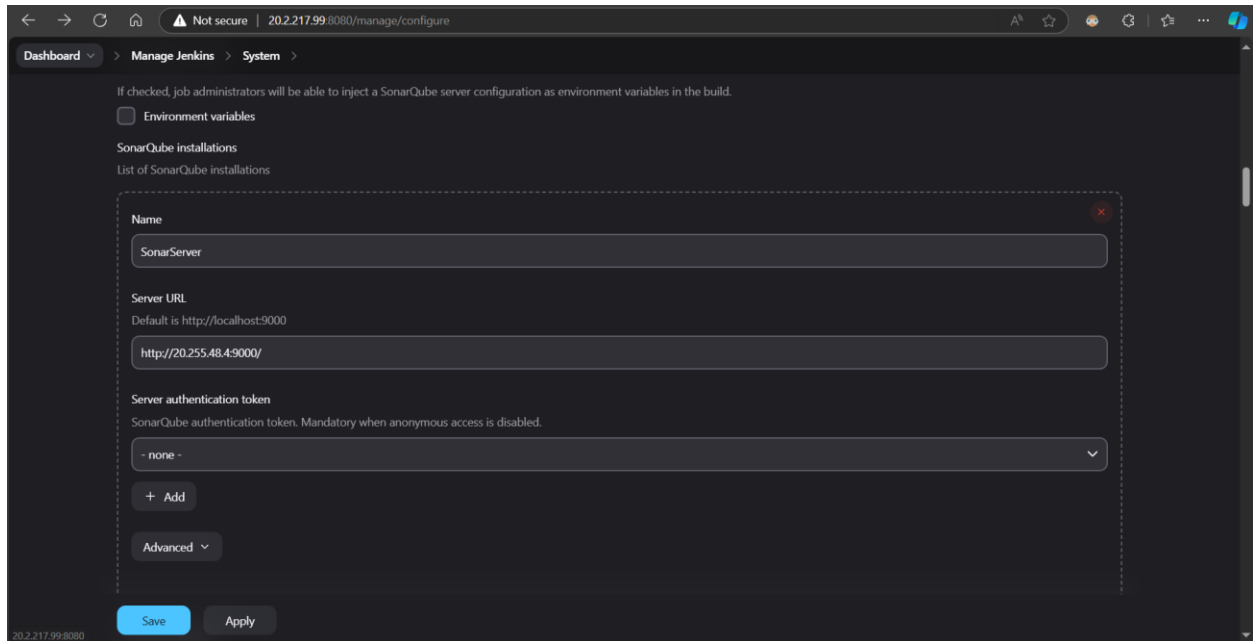 Not secure | 20.2.217.99:8080/manage/configure
Dashboard > Manage Jenkins > System >
If checked, job administrators will be able to inject a SonarQube server configuration as environment variables in the build.
Environment variables
SonarQube installations
List of SonarQube installations
Name
SonarServer
Server URL
Default is http://localhost:9000
http://20.255.48.4:9000/
Server authentication token
SonarQube authentication token. Mandatory when anonymous access is disabled.
- none -
+ Add
Advanced
Save Apply
20.2.217.99:8080